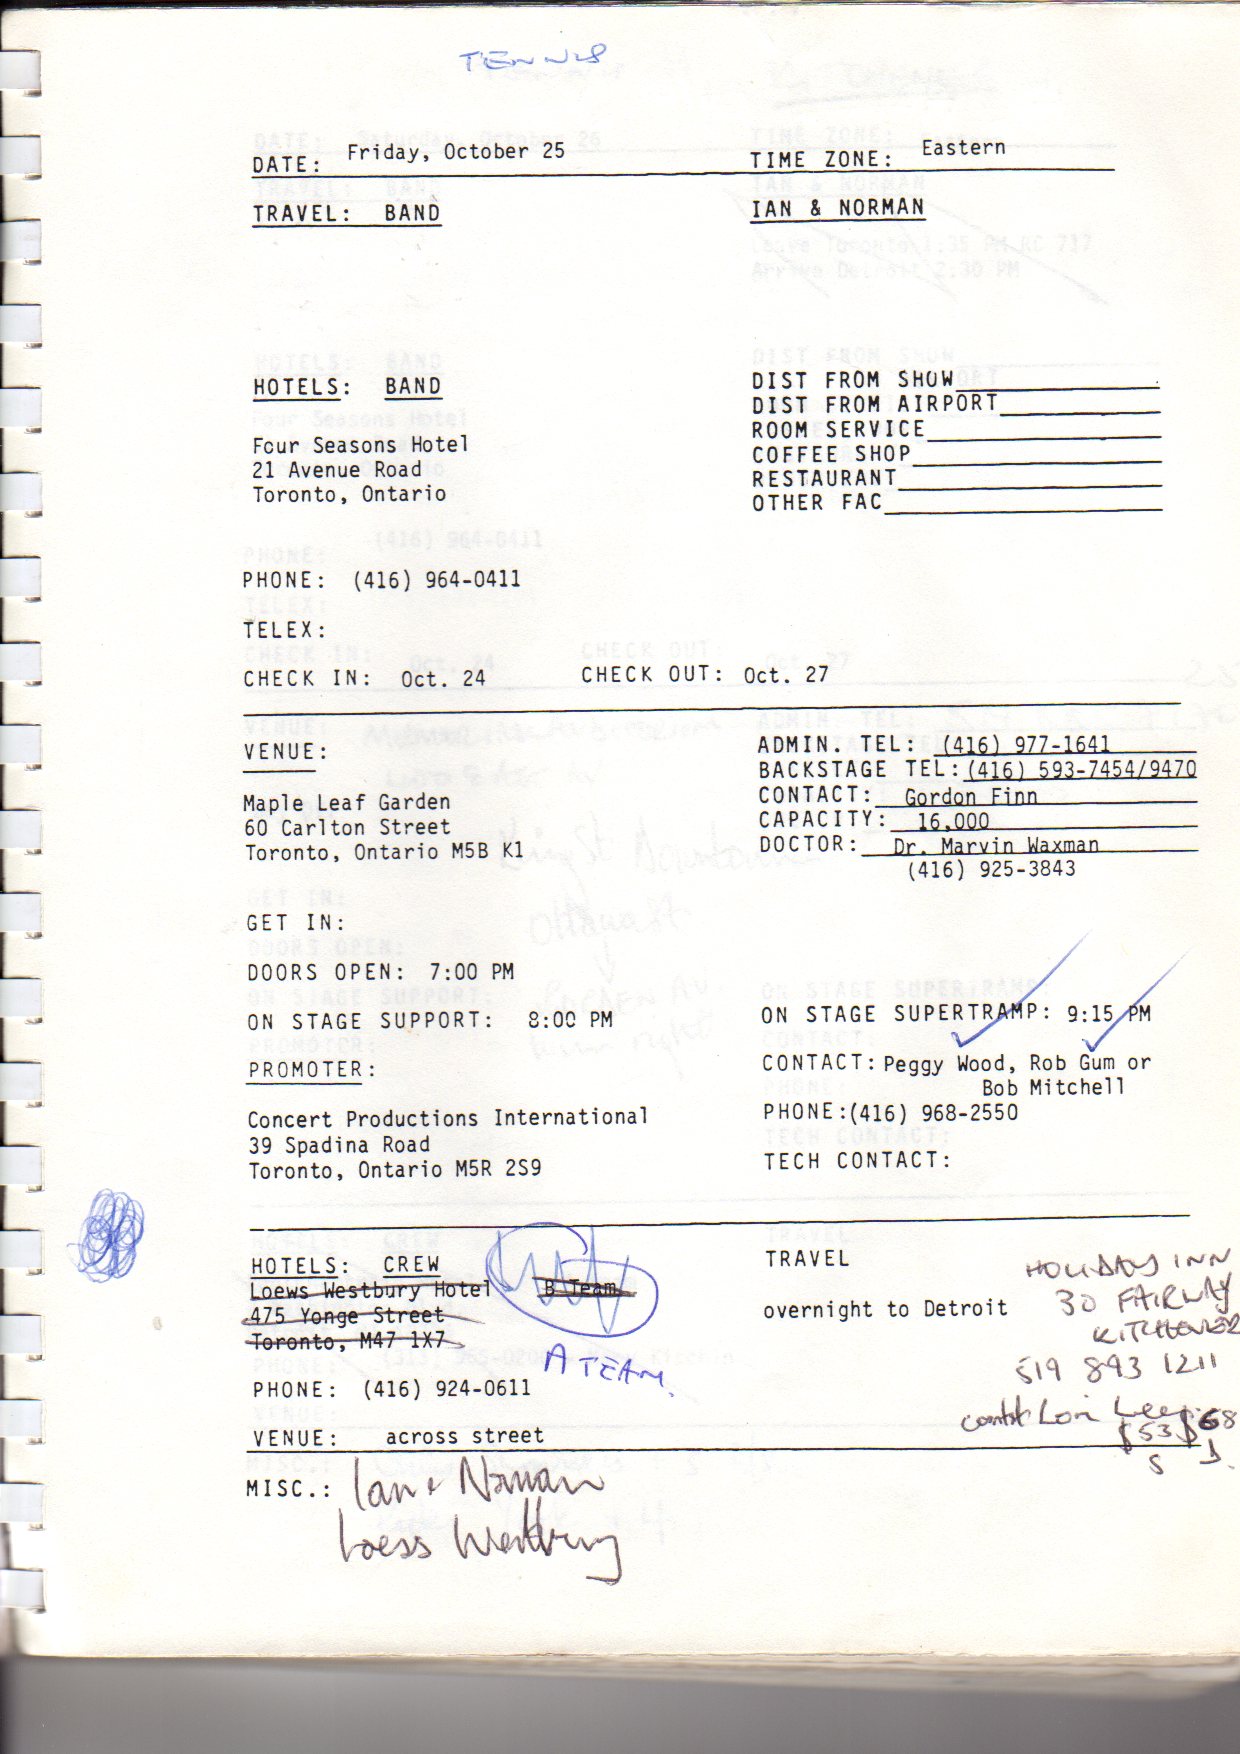 TENNIS
DATE: Friday, October 25 TIME ZONE: Eastern
TRAVEL: BAND IAN & NORMAN
HOTELS: BAND
Four Seasons Hotel
21 Avenue Road
Toronto, Ontario
DIST FROM SHOW
DIST FROM AIRPORT
ROOM SERVICE
COFFEE SHOP
RESTAURANT
OTHER FAC
PHONE: (416) 964-0411
TELEX:
CHECK IN: Oct. 24 CHECK OUT: Oct. 27
VENUE:
Maple Leaf Garden
60 Carlton Street
Toronto, Ontario M5B K1
ADMIN. TEL: (416) 977-1641
BACKSTAGE TEL: (416) 593-7454/9470
CONTACT: Gordon Finn
CAPACITY: 16,000
DOCTOR: Dr. Marvin Waxman
(416) 925-3843
GET IN:
DOORS OPEN: 7:00 PM
ON STAGE SUPPORT: 8:00 PM ON STAGE SUPERTRAMP: 9:15 PM
PROMOTER:
Concert Productions International
39 Spadina Road
Toronto, Ontario M5R 2S9
CONTACT: Peggy Wood, Rob Gum or
Bob Mitchell
PHONE: (416) 968-2550
TECH CONTACT:
HOTELS: CREW
Loews Westbury Hotel B Team
475 Yonge Street
Toronto, M47 1X7
A TEAM.
PHONE: (416) 924-0611
VENUE: across street
TRAVEL
overnight to Detroit
HOLIDAY INN
30 FAIRWAY
KITCHENER
519 893 1211
contct Lori Lee
$53 $68
S D.
MISC.: Ian & Norman
Loess Westbury